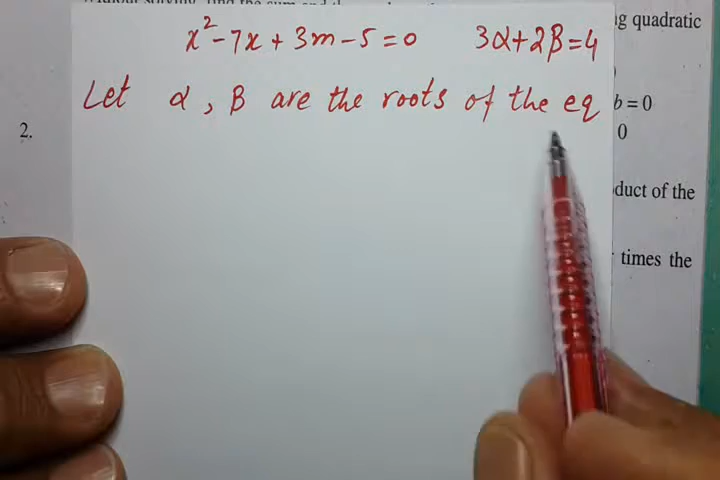 x² - 7x + 3m - 5 = 0 3α + 2β = 4
Let α, β are the roots of the eq
ng quadratic
b = 0
2.
0
duct of the
times the